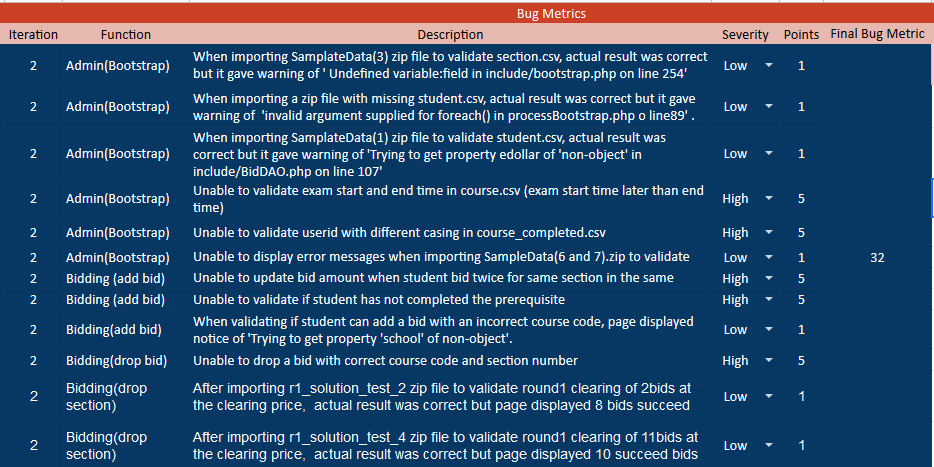 Bug Metrics
Iteration Function Description Severity Points Final Bug Metric
When importing SamplateData(3) zip file to validate section.csv, actual result was correct
2 Admin(Bootstrap) but it gave warning of ' Undefined variable:field in include/bootstrap.php on line 254' Low 1
When importing a zip file with missing student.csv, actual result was correct but it gave
2 Admin(Bootstrap) warning of 'invalid argument supplied for foreach() in processBootstrap.php o line89' . Low 1
When importing SamplateData(1) zip file to validate student.csv, actual result was
2 Admin(Bootstrap) correct but it gave warning of 'Trying to get property edollar of 'non-object' in Low 1
include/BidDAO.php on line 107'
Unable to validate exam start and end time in course.csv (exam start time later than end
2 Admin(Bootstrap) time) High 5
2 Admin(Bootstrap) Unable to validate userid with different casing in course_completed.csv High 5
2 Admin(Bootstrap) Unable to display error messages when importing SampleData(6 and 7).zip to validate Low 1 32
2 Bidding (add bid) Unable to update bid amount when student bid twice for same section in the same High 5
2 Bidding (add bid) Unable to validate if student has not completed the prerequisite High 5
When validating if student can add a bid with an incorrect course code, page displayed
2 Bidding(add bid) notice of 'Trying to get property 'school' of non-object'. Low 1
2 Bidding(drop bid) Unable to drop a bid with correct course code and section number High 5
Bidding(drop After importing r1_solution_test_2 zip file to validate round1 clearing of 2bids at
2 section) the clearing price, actual result was correct but page displayed 8 bids succeed Low 1
Bidding(drop After importing r1_solution_test_4 zip file to validate round1 clearing of 11bids at
2 section) the clearing price, actual result was correct but page displayed 10 succeed bids Low 1